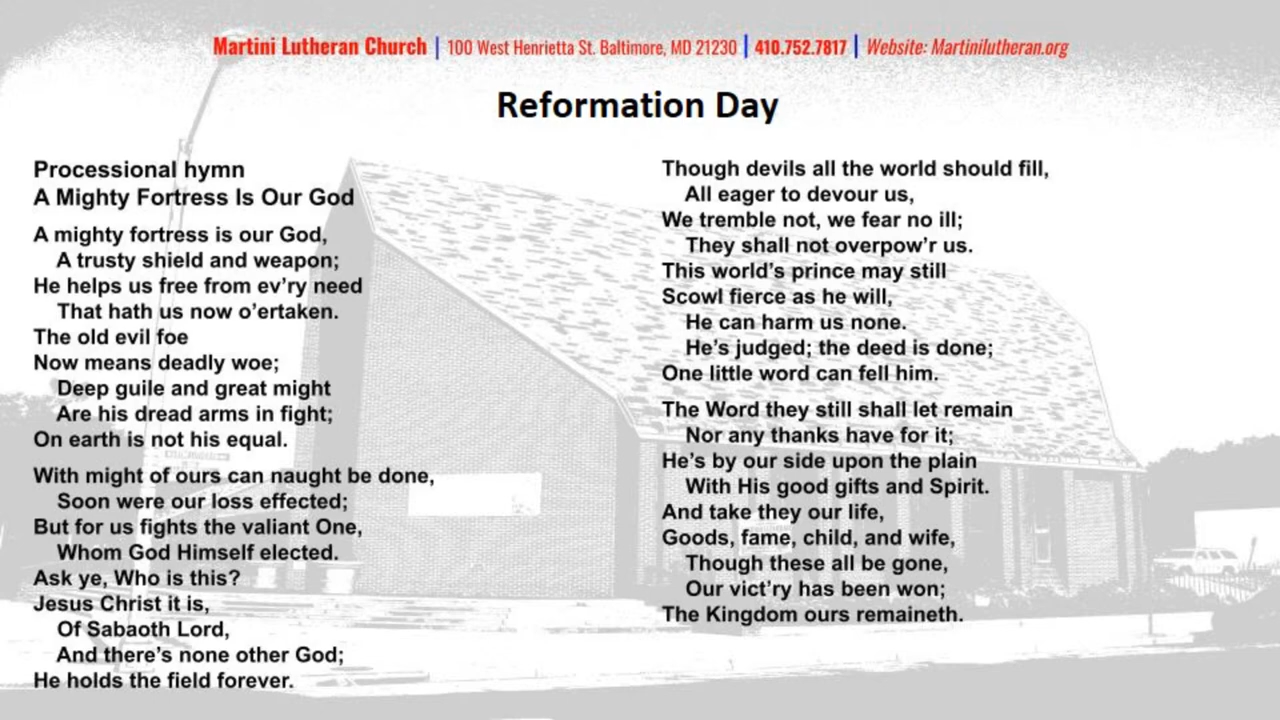 Martini Lutheran Church | 100 West Henrietta St. Baltimore, MD 21230 | 410.752.7817 | Website: Martinilutheran.org
Reformation Day
Processional hymn
A Mighty Fortress Is Our God
A mighty fortress is our God,
A trusty shield and weapon;
He helps us free from ev’ry need
That hath us now o’ertaken.
The old evil foe
Now means deadly woe;
Deep guile and great might
Are his dread arms in fight;
On earth is not his equal.
With might of ours can naught be done,
Soon were our loss effected;
But for us fights the valiant One,
Whom God Himself elected.
Ask ye, Who is this?
Jesus Christ it is,
Of Sabaoth Lord,
And there’s none other God;
He holds the field forever.
Though devils all the world should fill,
All eager to devour us,
We tremble not, we fear no ill;
They shall not overpow’r us.
This world’s prince may still
Scowl fierce as he will,
He can harm us none.
He’s judged; the deed is done;
One little word can fell him.
The Word they still shall let remain
Nor any thanks have for it;
He’s by our side upon the plain
With His good gifts and Spirit.
And take they our life,
Goods, fame, child, and wife,
Though these all be gone,
Our vict’ry has been won;
The Kingdom ours remaineth.